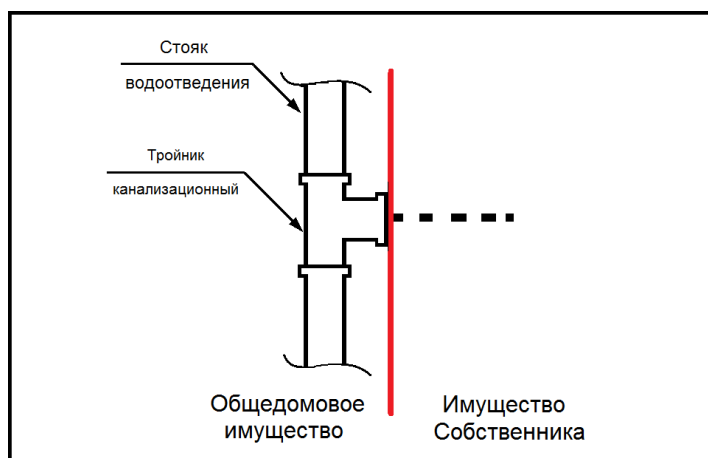 Стояк
водоотведения
Тройник
канализационный
Общедомовое
имущество
Имущество
Собственника